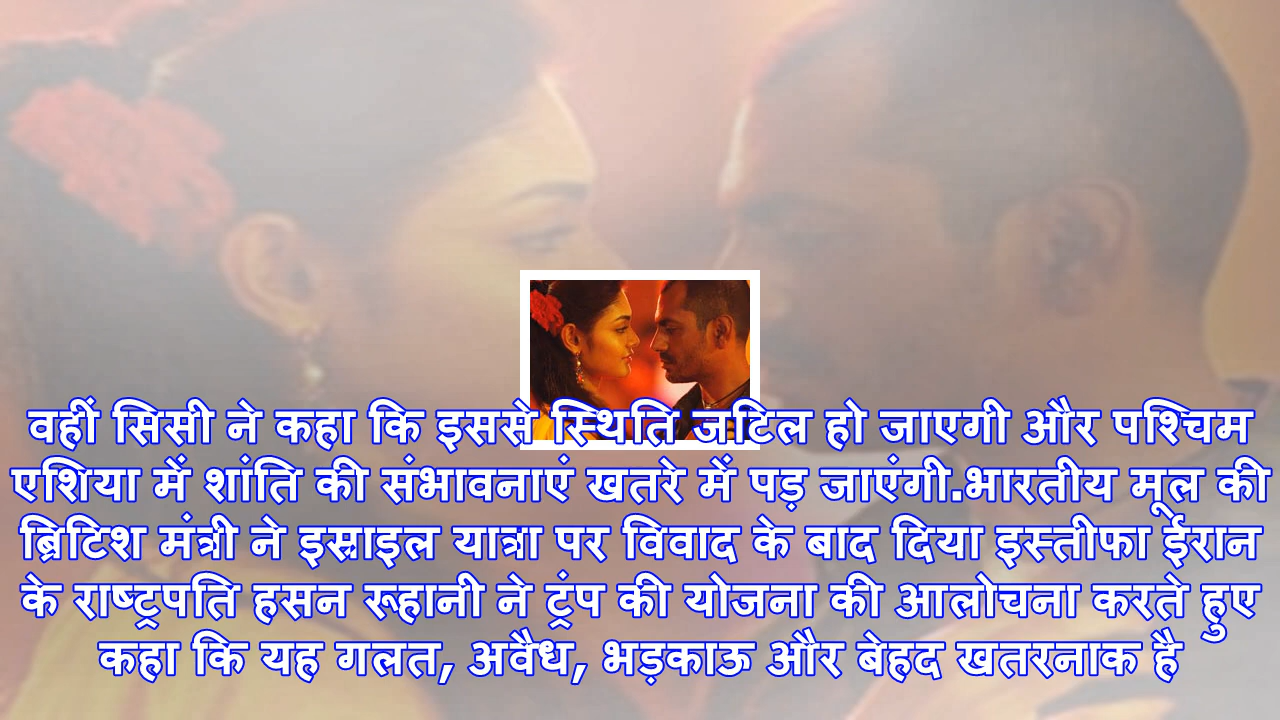 वहीं सिसी ने कहा कि इससे स्थिति जटिल हो जाएगी और पश्चिम
एशिया में शांति की संभावनाएं खतरे में पड़ जाएंगी.भारतीय मूल की
ब्रिटिश मंत्री ने इस्राइल यात्रा पर विवाद के बाद दिया इस्तीफा ईरान
के राष्ट्रपति हसन रूहानी ने ट्रंप की योजना की आलोचना करते हुए
कहा कि यह गलत, अवैध, भड़काऊ और बेहद खतरनाक है